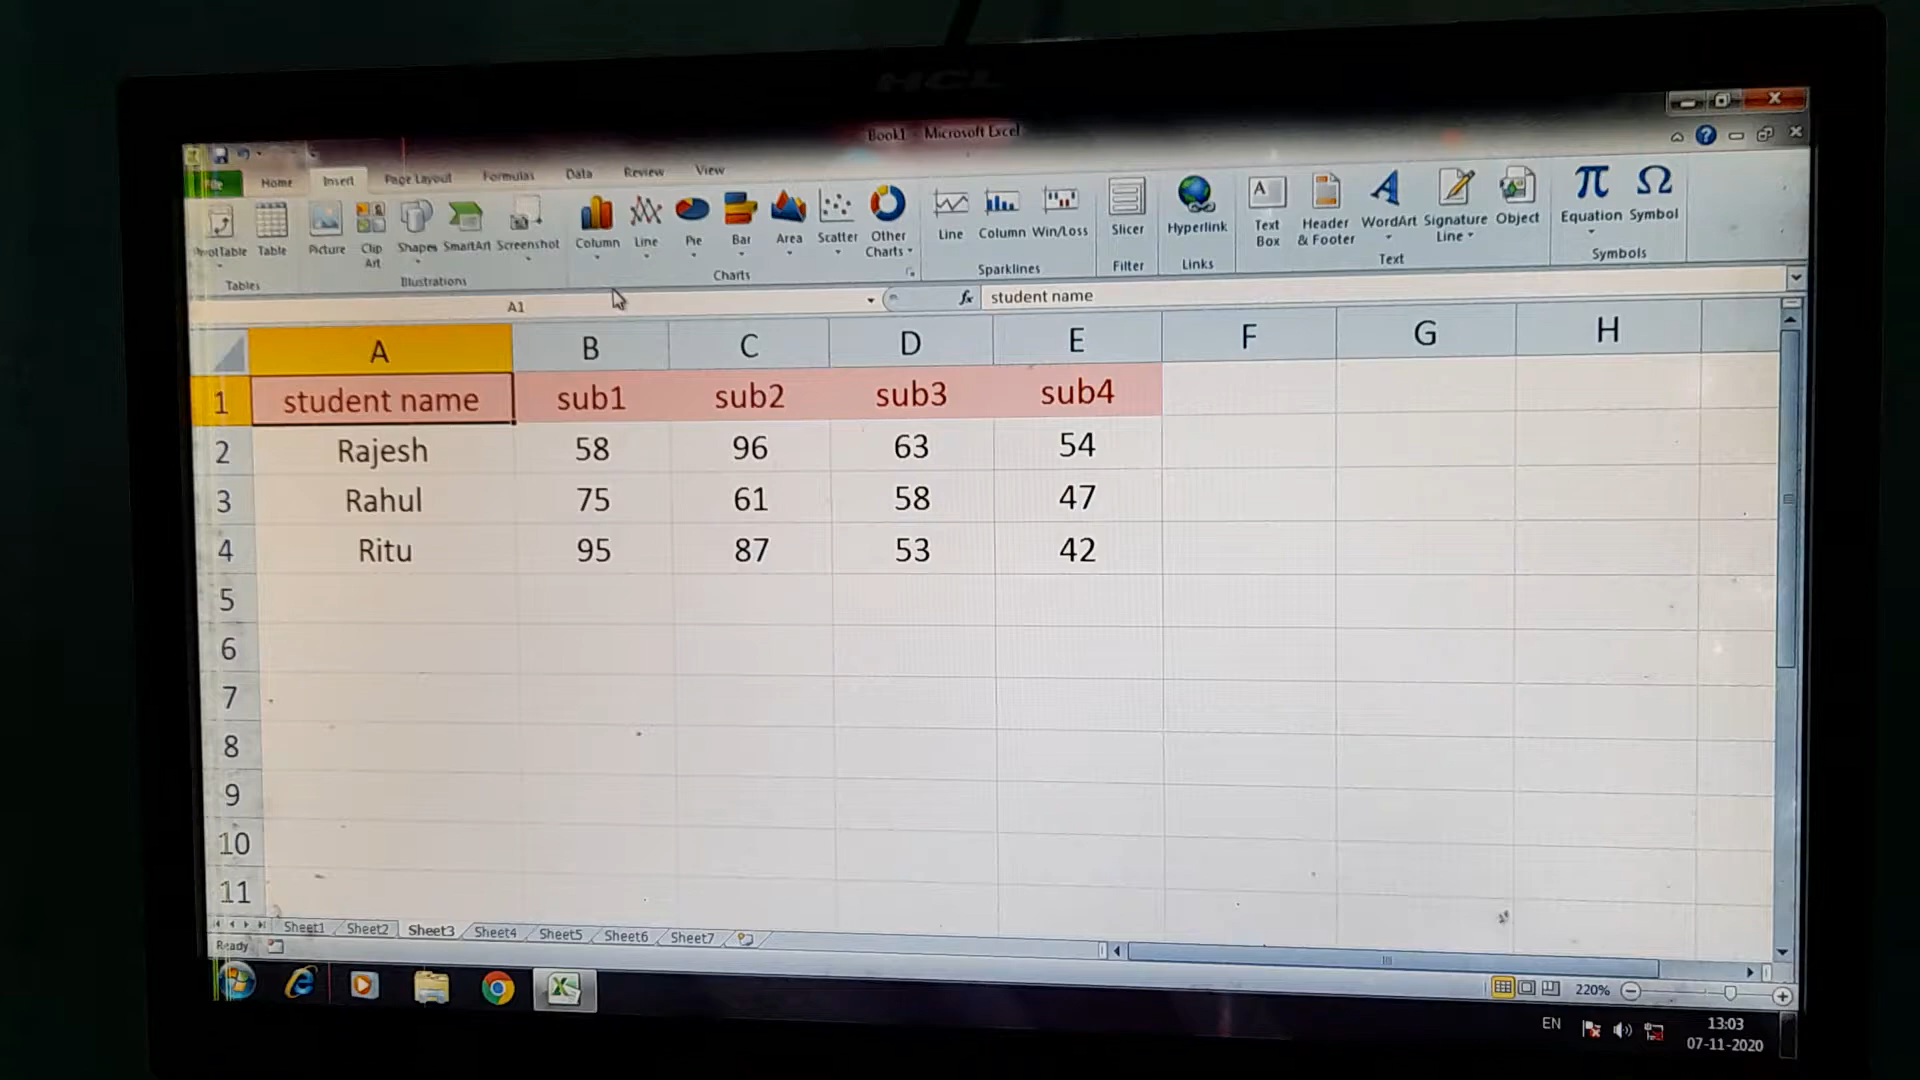 HCL
Book1 - Microsoft Excel
File Home Insert Page Layout Formulas Data Review View
PivotTable Table Picture Clip Art Shapes SmartArt Screenshot Column Line Pie Bar Area Scatter Other Charts Line Column Win/Loss Slicer Hyperlink Text Box Header & Footer WordArt Signature Line Object Equation Symbol
Tables Illustrations Charts Sparklines Filter Links Text Symbols
A1 fx student name
A B C D E F G H
1 student name sub1 sub2 sub3 sub4
2 Rajesh 58 96 63 54
3 Rahul 75 61 58 47
4 Ritu 95 87 53 42
5
6
7
8
9
10
11
Sheet1 Sheet2 Sheet3 Sheet4 Sheet5 Sheet6 Sheet7
Ready 220%
EN 13:03
07-11-2020